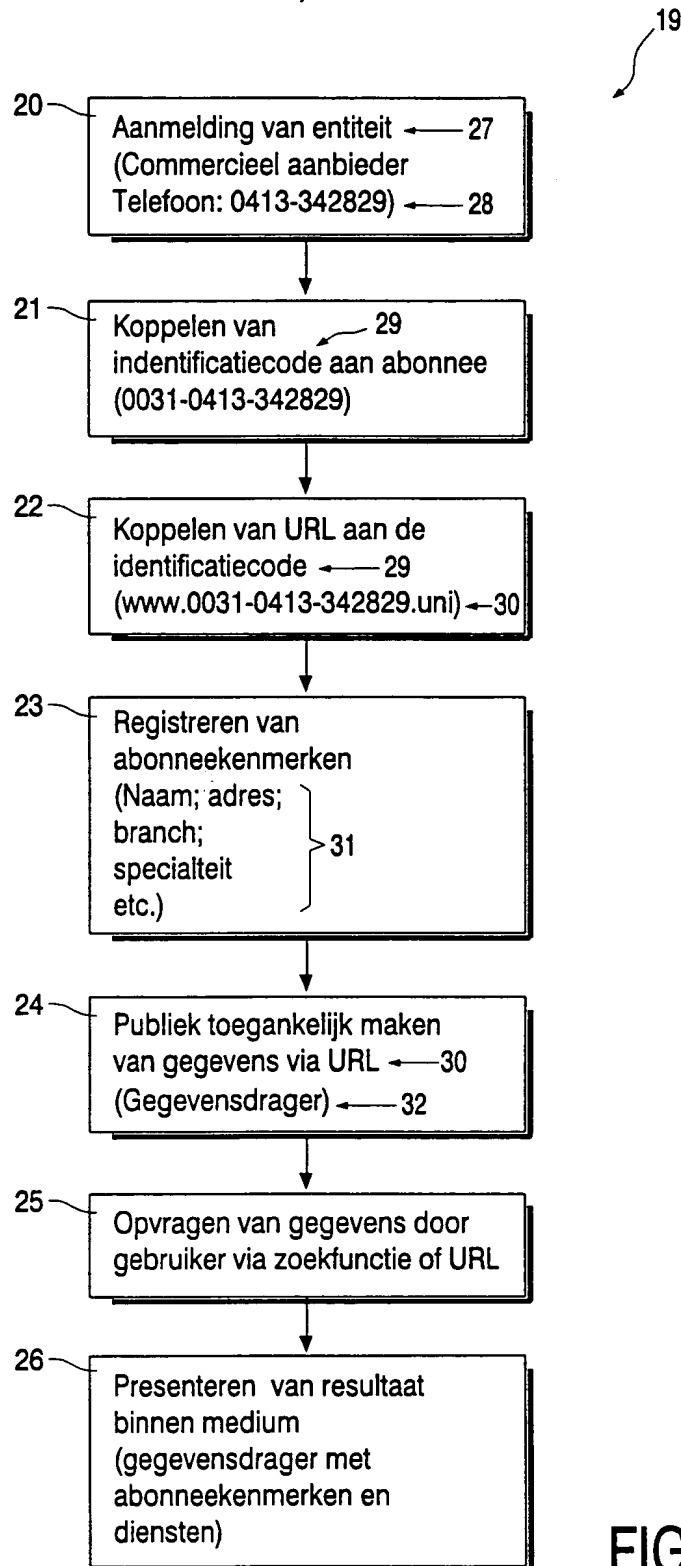 19
20
Aanmelding van entiteit 27
(Commercieel aanbieder
Telefoon: 0413-342829) 28
21
Koppelen van 29
indentificatiecode aan abonnee
(0031-0413-342829)
22
Koppelen van URL aan de
identificatiecode 29
(www.0031-0413-342829.uni) 30
23
Registreren van
abonneekenmerken
(Naam; adres;
branch;
31
specialteit
etc.)
24
Publiek toegankelijk maken
van gegevens via URL 30
(Gegevensdrager) 32
25
Opvragen van gegevens door
gebruiker via zoekfunctie of URL
26
Presenteren van resultaat
binnen medium
(gegevensdrager met
abonneekenmerken en
diensten)
FIG